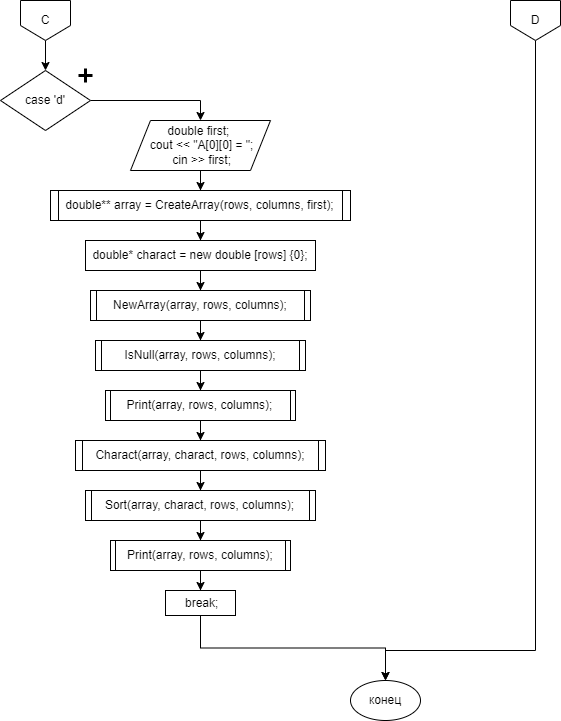 C
D
case 'd'
+
double first;
cout << "A[0][0] = ";
cin >> first;
double** array = CreateArray(rows, columns, first);
double* charact = new double [rows] {0};
NewArray(array, rows, columns);
IsNull(array, rows, columns);
Print(array, rows, columns);
Charact(array, charact, rows, columns);
Sort(array, charact, rows, columns);
Print(array, rows, columns);
break;
конец